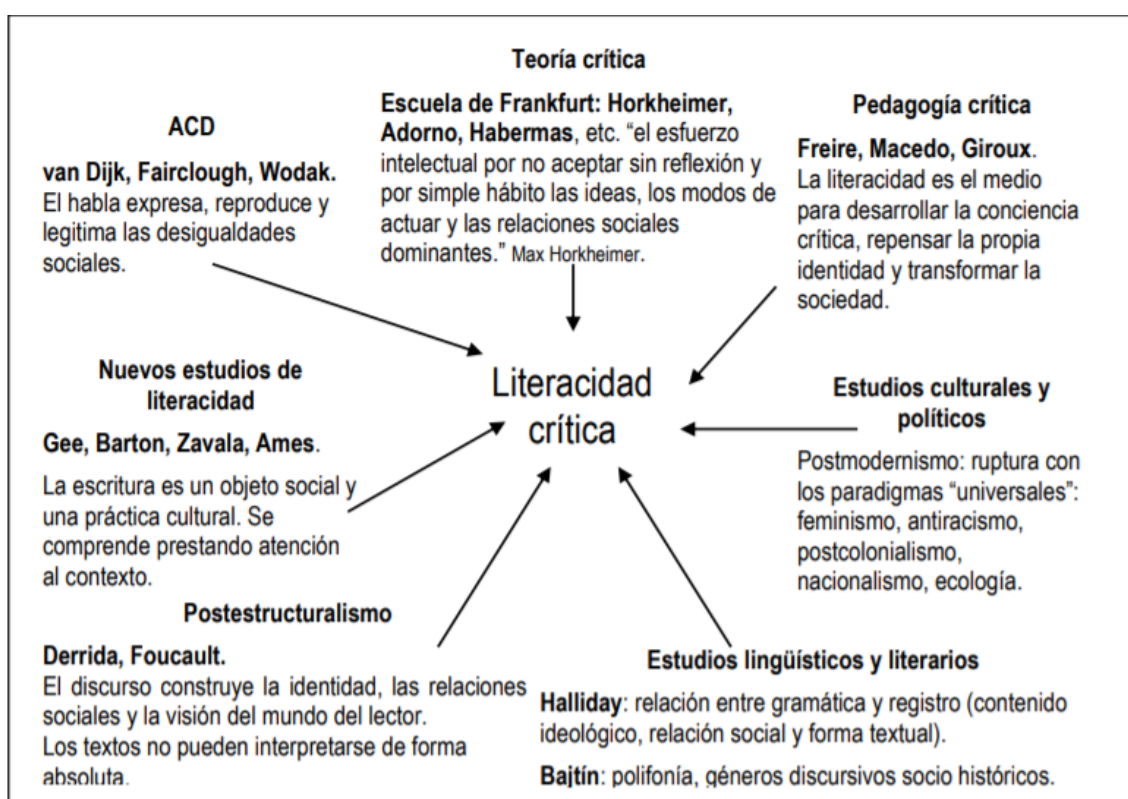 Teoría crítica
Escuela de Frankfurt: Horkheimer,
Adorno, Habermas, etc. “el esfuerzo
intelectual por no aceptar sin reflexión y
por simple hábito las ideas, los modos de
actuar y las relaciones sociales
dominantes.” Max Horkheimer.
ACD
van Dijk, Fairclough, Wodak.
El habla expresa, reproduce y
legitima las desigualdades
sociales.
Pedagogía crítica
Freire, Macedo, Giroux.
La literacidad es el medio
para desarrollar la conciencia
crítica, repensar la propia
identidad y transformar la
sociedad.
Literacidad
crítica
Nuevos estudios de
literacidad
Gee, Barton, Zavala, Ames.
La escritura es un objeto social y
una práctica cultural. Se
comprende prestando atención
al contexto.
Estudios culturales y
políticos
Postmodernismo: ruptura con
los paradigmas “universales”:
feminismo, antiracismo,
postcolonialismo,
nacionalismo, ecología.
Postestructuralismo
Derrida, Foucault.
El discurso construye la identidad, las relaciones
sociales y la visión del mundo del lector.
Los textos no pueden interpretarse de forma
absoluta.
Estudios lingüísticos y literarios
Halliday: relación entre gramática y registro (contenido
ideológico, relación social y forma textual).
Bajtín: polifonía, géneros discursivos socio históricos.